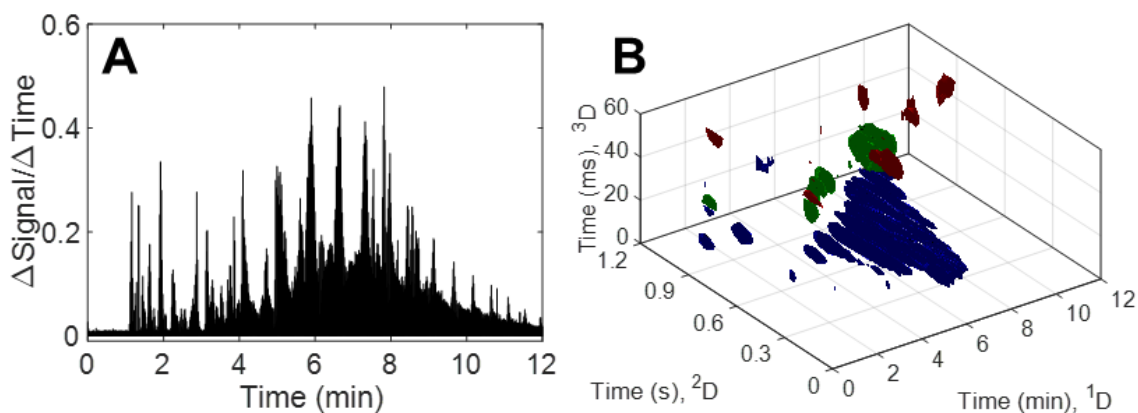 A
0.6
0.4
0.2
0
ΔSignal/ΔTime
0 2 4 6 8 10 12
Time (min)
B
60
40
20
0
Time (ms), ³D
1.2
0.9
0.6
0.3
0
Time (s), ²D
0
2
4
6
8
10
12
Time (min), ¹D